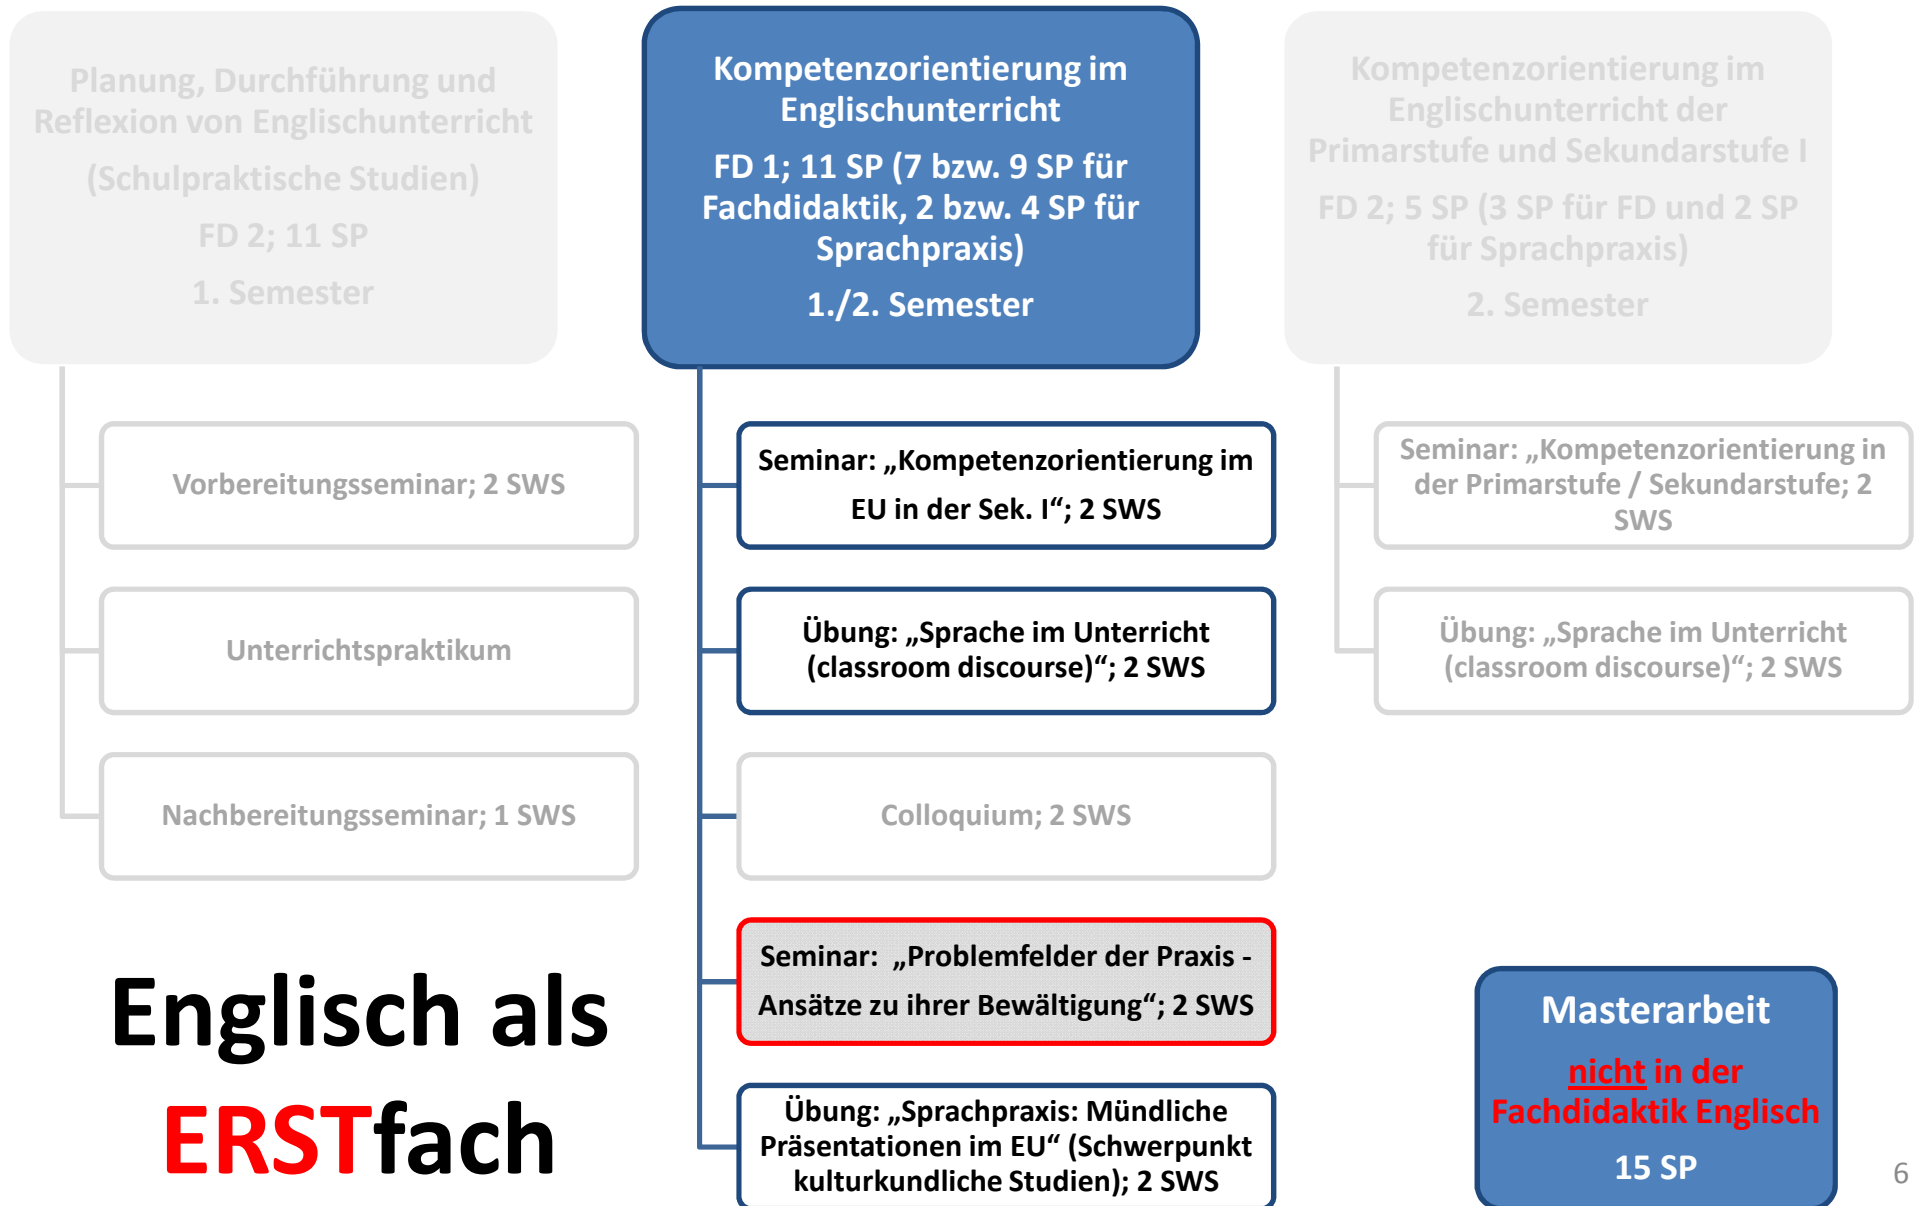 Planung, Durchführung und
Reflexion von Englischunterricht
(Schulpraktische Studien)
FD 2; 11 SP
1. Semester
Vorbereitungsseminar; 2 SWS
Unterrichtspraktikum
Nachbereitungsseminar; 1 SWS
Kompetenzorientierung im
Englischunterricht
FD 1; 11 SP (7 bzw. 9 SP für
Fachdidaktik, 2 bzw. 4 SP für
Sprachpraxis)
1./2. Semester
Seminar: „Kompetenzorientierung im
EU in der Sek. I“; 2 SWS
Übung: „Sprache im Unterricht
(classroom discourse)“; 2 SWS
Colloquium; 2 SWS
Seminar: „Problemfelder der Praxis -
Ansätze zu ihrer Bewältigung“; 2 SWS
Übung: „Sprachpraxis: Mündliche
Präsentationen im EU“ (Schwerpunkt
kulturkundliche Studien); 2 SWS
Kompetenzorientierung im
Englischunterricht der
Primarstufe und Sekundarstufe I
FD 2; 5 SP (3 SP für FD und 2 SP
für Sprachpraxis)
2. Semester
Seminar: „Kompetenzorientierung in
der Primarstufe / Sekundarstufe; 2
SWS
Übung: „Sprache im Unterricht
(classroom discourse)“; 2 SWS
Englisch als
ERSTfach
Masterarbeit
nicht in der
Fachdidaktik Englisch
15 SP
6